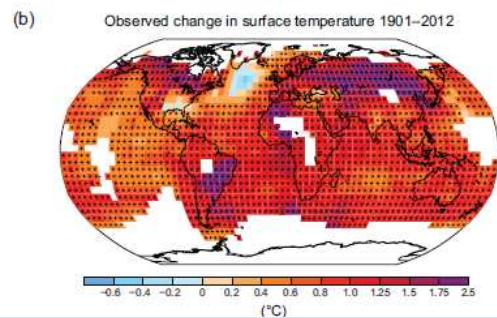 (b) Observed change in surface temperature 1901–2012
−0.6 −0.4 −0.2 0 0.2 0.4 0.6 0.8 1.0 1.25 1.5 1.75 2.5
(°C)